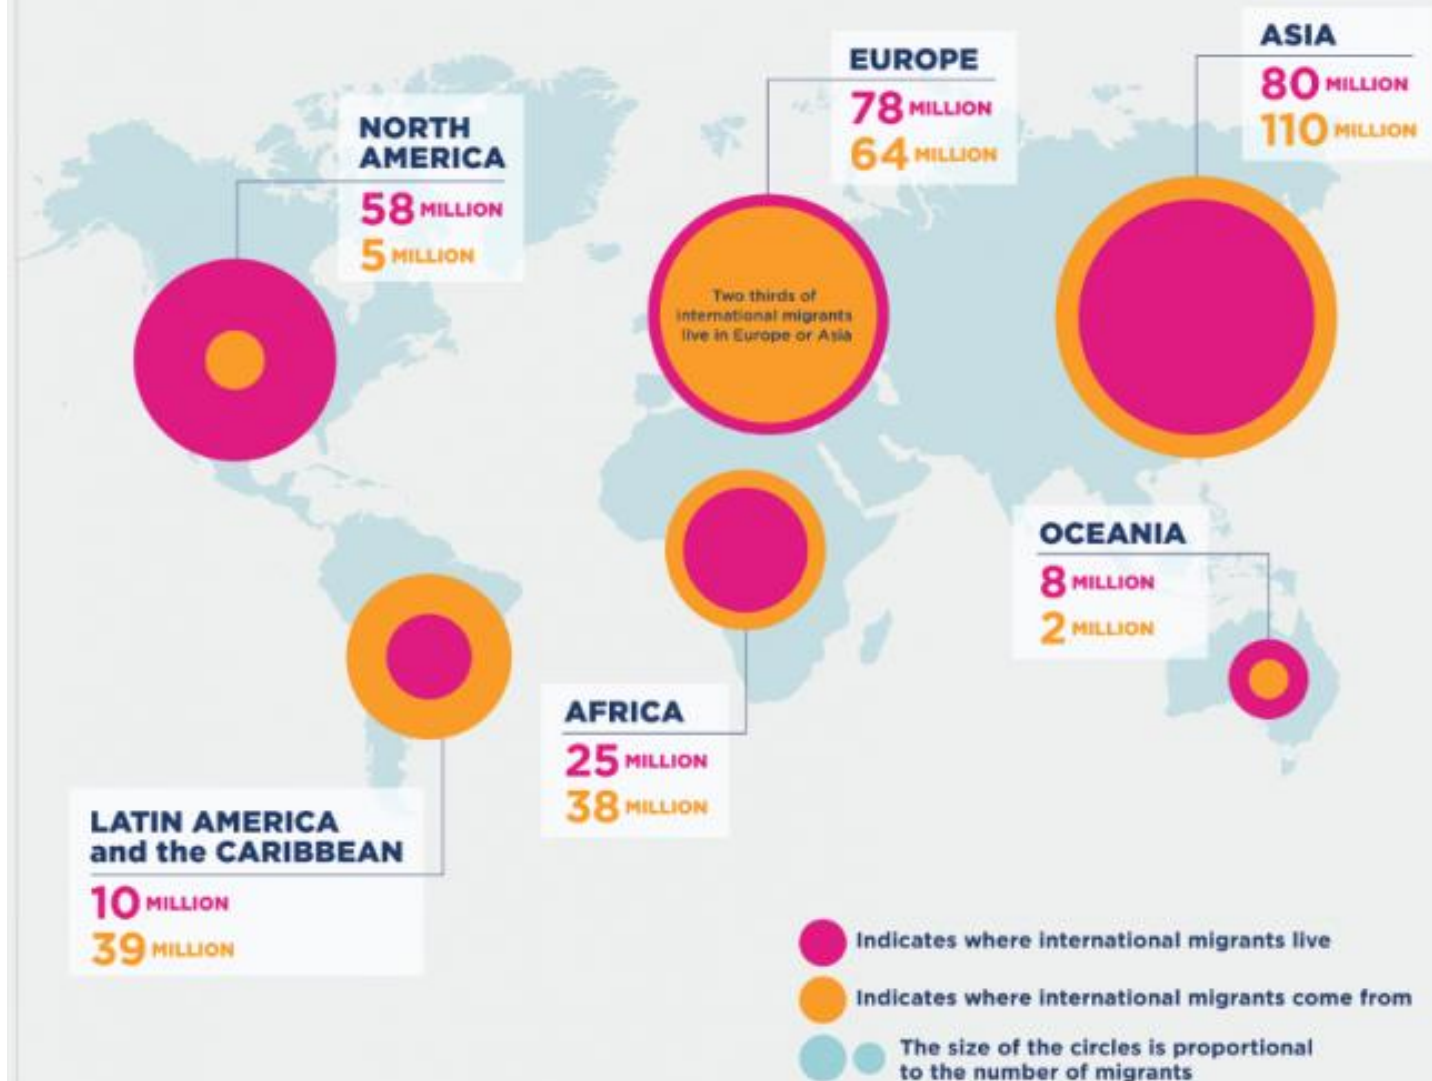 NORTH
AMERICA
58 MILLION
5 MILLION
EUROPE
78 MILLION
64 MILLION
ASIA
80 MILLION
110 MILLION
Two thirds of
international migrants
live in Europe or Asia
OCEANIA
8 MILLION
2 MILLION
AFRICA
25 MILLION
38 MILLION
LATIN AMERICA
and the CARIBBEAN
10 MILLION
39 MILLION
Indicates where international migrants live
Indicates where international migrants come from
The size of the circles is proportional
to the number of migrants